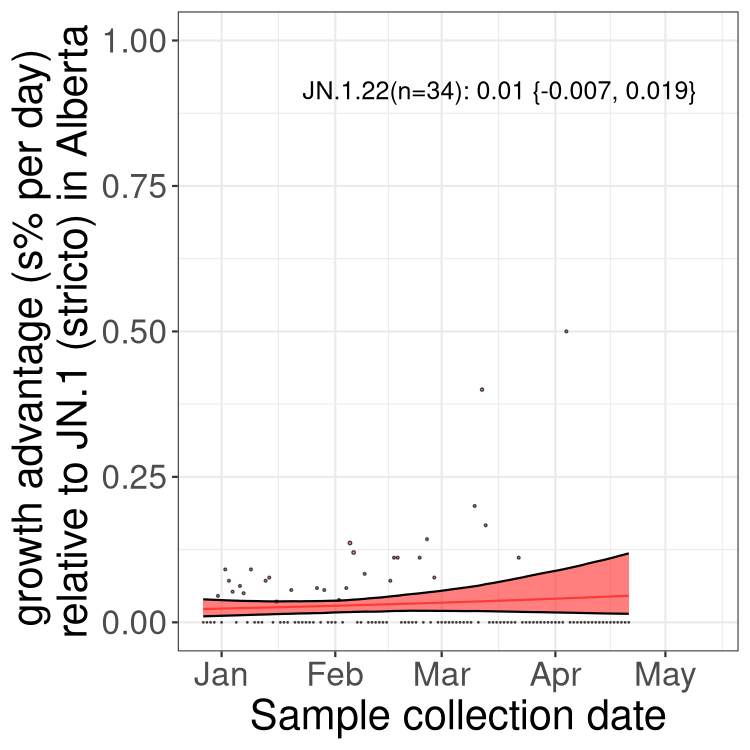 growth advantage (s% per day)
relative to JN.1 (stricto) in Alberta
1.00
0.75
0.50
0.25
0.00
JN.1.22(n=34): 0.01 {-0.007, 0.019}
Jan Feb Mar Apr May
Sample collection date